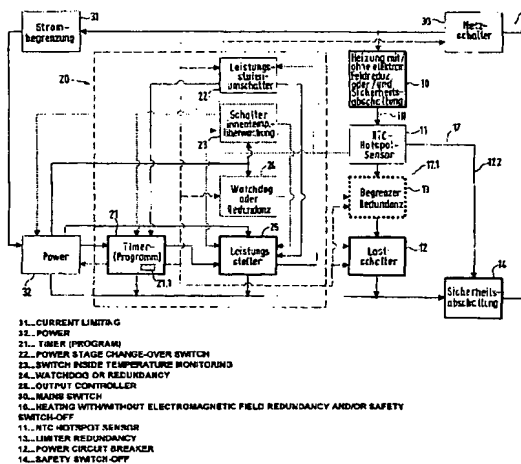 31
Strom-
begrenzung
30
Netz-
schalter
20
Leistungs-
stufen-
umschalter
22
Heizung mit/
ohne elektrom.
Feldreduz.
oder/und
Sicherheits-
abschaltung
10
Schalter
innentemp.
überwachung
23
11
NTC-
Hotspot-
Sensor
17
24
Watchdog
oder
Redundanz
17.1
17.2
13
Begrenzer
Redundanz
21
25
Power
Timer-
(Programm)
21.1
Leistungs
steller
12
Last-
schalter
14
Sicherheits-
abschaltung
32
31...CURRENT LIMITING
32...POWER
21...TIMER (PROGRAM)
22...POWER STAGE CHANGE-OVER SWITCH
23...SWITCH INSIDE TEMPERATURE MONITORING
24...WATCHDOG OR REDUNDANCY
25...OUTPUT CONTROLLER
30...MAINS SWITCH
10...HEATING WITH/WITHOUT ELECTROMAGNETIC FIELD REDUNDANCY AND/OR SAFETY
SWITCH-OFF
11...NTC HOTSPOT SENSOR
13...LIMITER REDUNDANCY
12...POWER CIRCUIT BREAKER
14...SAFETY SWITCH-OFF